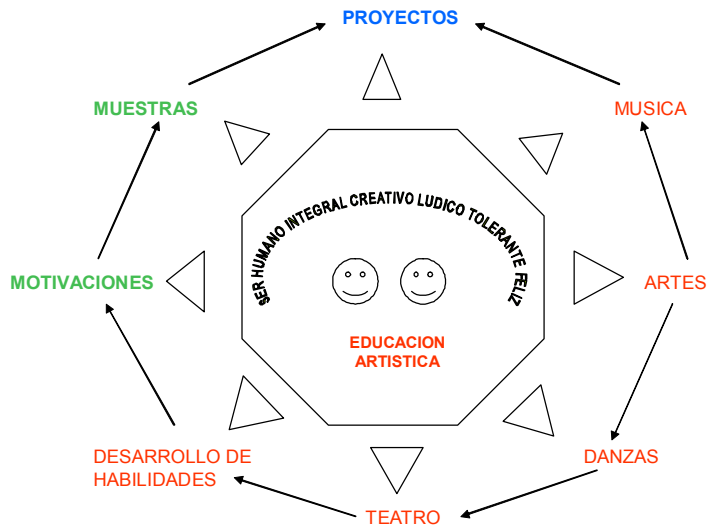 PROYECTOS
MUESTRAS
MUSICA
SER HUMANO INTEGRAL CREATIVO LUDICO TOLERANTE FELIZ
MOTIVACIONES
ARTES
EDUCACION
ARTISTICA
DESARROLLO DE
HABILIDADES
DANZAS
TEATRO